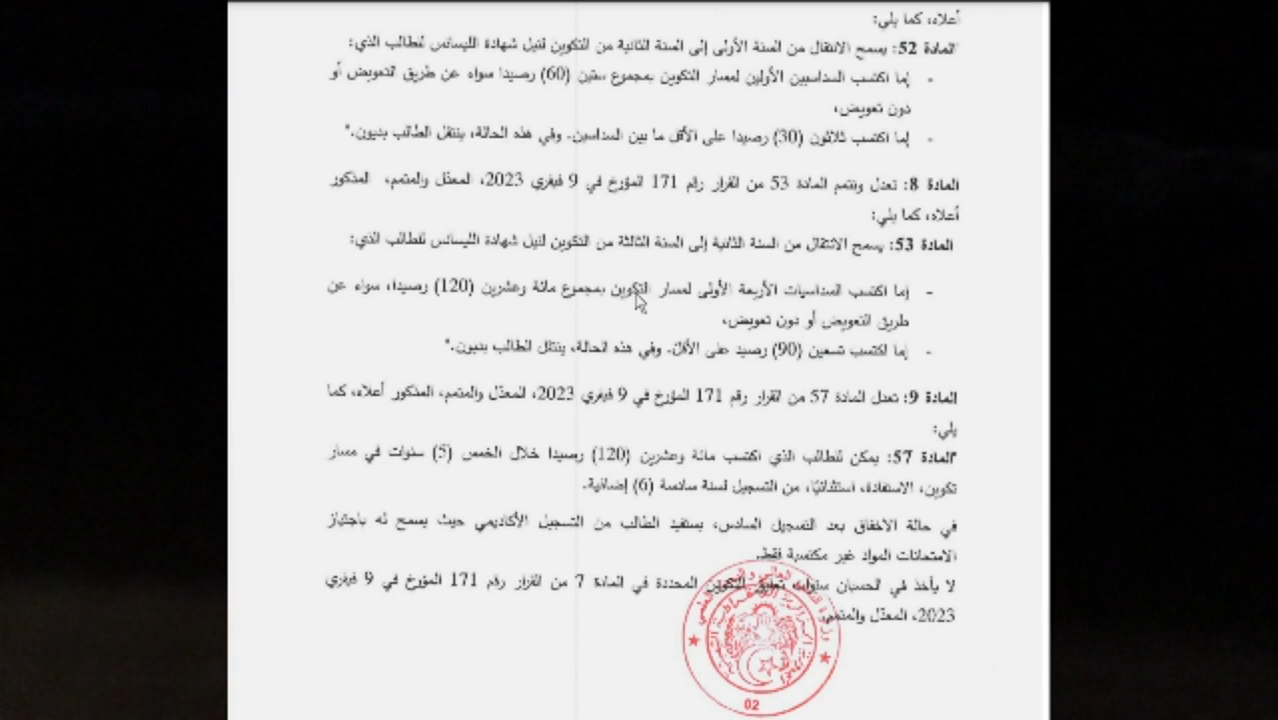 أعلاه، كما يلي:
"المادة 52: يسمح الانتقال من السنة الأولى إلى السنة الثانية من التكوين لنيل شهادة الليسانس للطالب الذي:
- إما اكتسب السداسيين الأولين لمسار التكوين بمجموع ستين (60) رصيدا سواء عن طريق التعويض أو
دون تعويض،
- إما اكتسب ثلاثون (30) رصيدا على الأقل ما بين السداسين. وفي هذه الحالة، ينتقل الطالب بديون."
المادة 8: تعدل وتتمم المادة 53 من القرار رقم 171 المؤرخ في 9 فيفري 2023، المعدّل والمتمم، المذكور
أعلاه، كما يلي:
المادة 53: يسمح الانتقال من السنة الثانية إلى السنة الثالثة من التكوين لنيل شهادة الليسانس للطالب الذي:
- إما اكتسب السداسيات الأربعة الأولى لمسار التكوين بمجموع مائة وعشرين (120) رصيدا، سواء عن
طريق التعويض أو دون تعويض،
- إما اكتسب تسعين (90) رصيد على الأقل. وفي هذه الحالة، ينتقل الطالب بديون."
المادة 9: تعدل المادة 57 من القرار رقم 171 المؤرخ في 9 فيفري 2023، المعدّل والمتمم، المذكور أعلاه، كما
يلي:
"المادة 57: يمكن للطالب الذي اكتسب مائة وعشرين (120) رصيدا خلال الخمس (5) سنوات في مسار
تكوين، الاستفادة، استثنائيا، من التسجيل لسنة سادسة (6) إضافية.
في حالة الاخفاق بعد التسجيل السادس، يستفيد الطالب من التسجيل الأكاديمي حيث يسمح له باجتياز
الامتحانات المواد غير مكتسبة فقط.
لا يأخذ في الحسبان سنوات تعليق التكوين المحددة في المادة 7 من القرار رقم 171 المؤرخ في 9 فيفري
2023، المعدّل والمتمم.
02